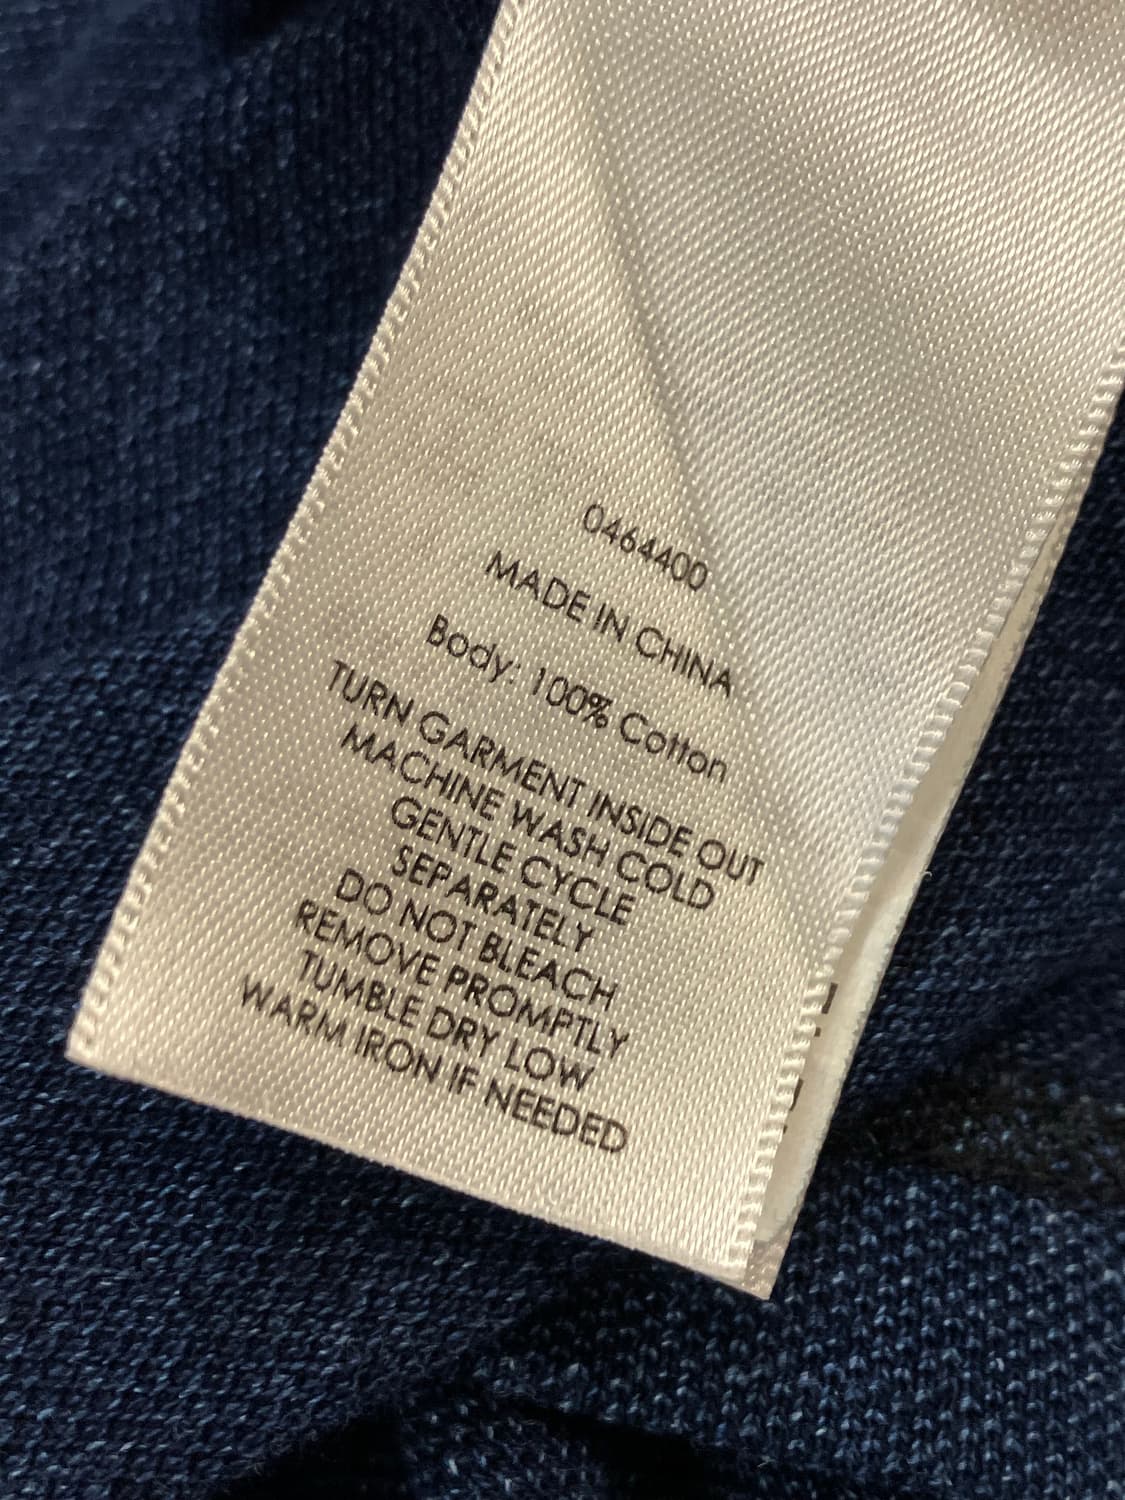 0464400
MADE IN CHINA
Body: 100% Cotton
TURN GARMENT INSIDE OUT
MACHINE WASH COLD
GENTLE CYCLE
SEPARATELY
DO NOT BLEACH
REMOVE PROMPTLY
TUMBLE DRY LOW
WARM IRON IF NEEDED